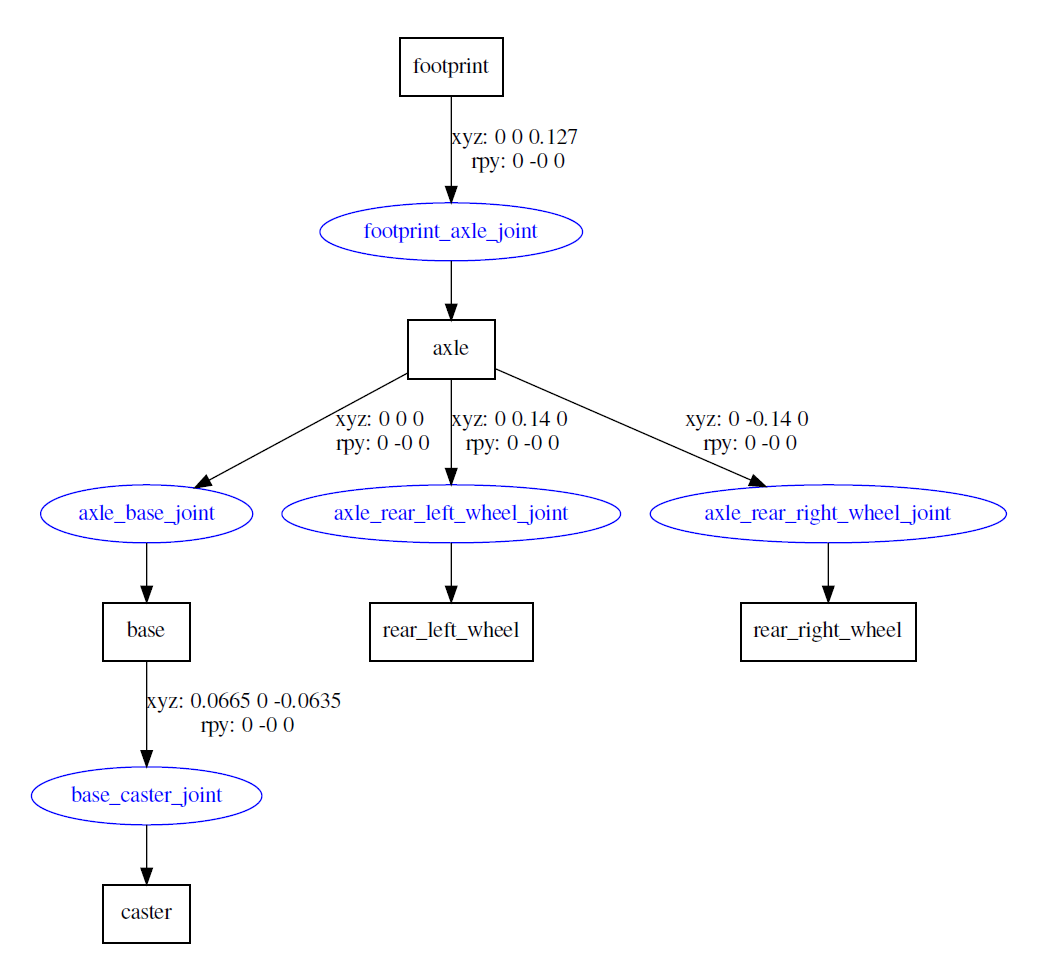 footprint
xyz: 0 0 0.127
rpy: 0 -0 0
footprint_axle_joint
axle
xyz: 0 0 0
rpy: 0 -0 0
xyz: 0 0.14 0
rpy: 0 -0 0
xyz: 0 -0.14 0
rpy: 0 -0 0
axle_base_joint
axle_rear_left_wheel_joint
axle_rear_right_wheel_joint
base
rear_left_wheel
rear_right_wheel
xyz: 0.0665 0 -0.0635
rpy: 0 -0 0
base_caster_joint
caster